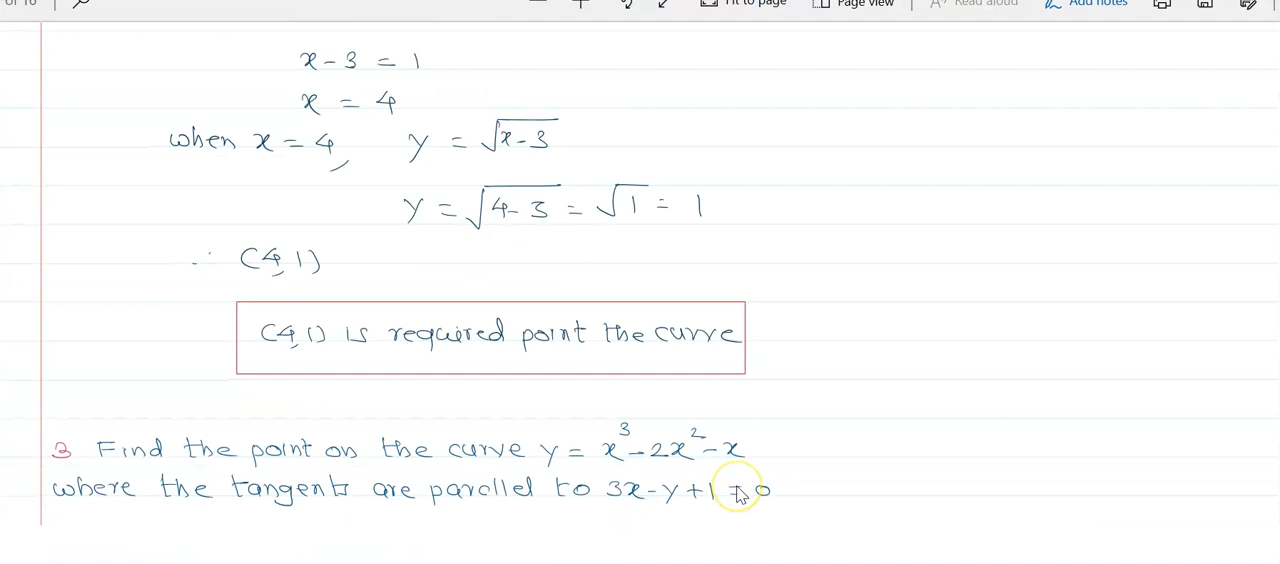 of 16 Fit to page Page view Read aloud Add notes
x - 3 = 1
x = 4
when x = 4, y = √x-3
y = √4-3 = √1 = 1
∴ (4,1)
(4,1) is required point the curve
3 Find the point on the curve y = x³ - 2x² - x
where the tangents are parallel to 3x - y + 1 = 0